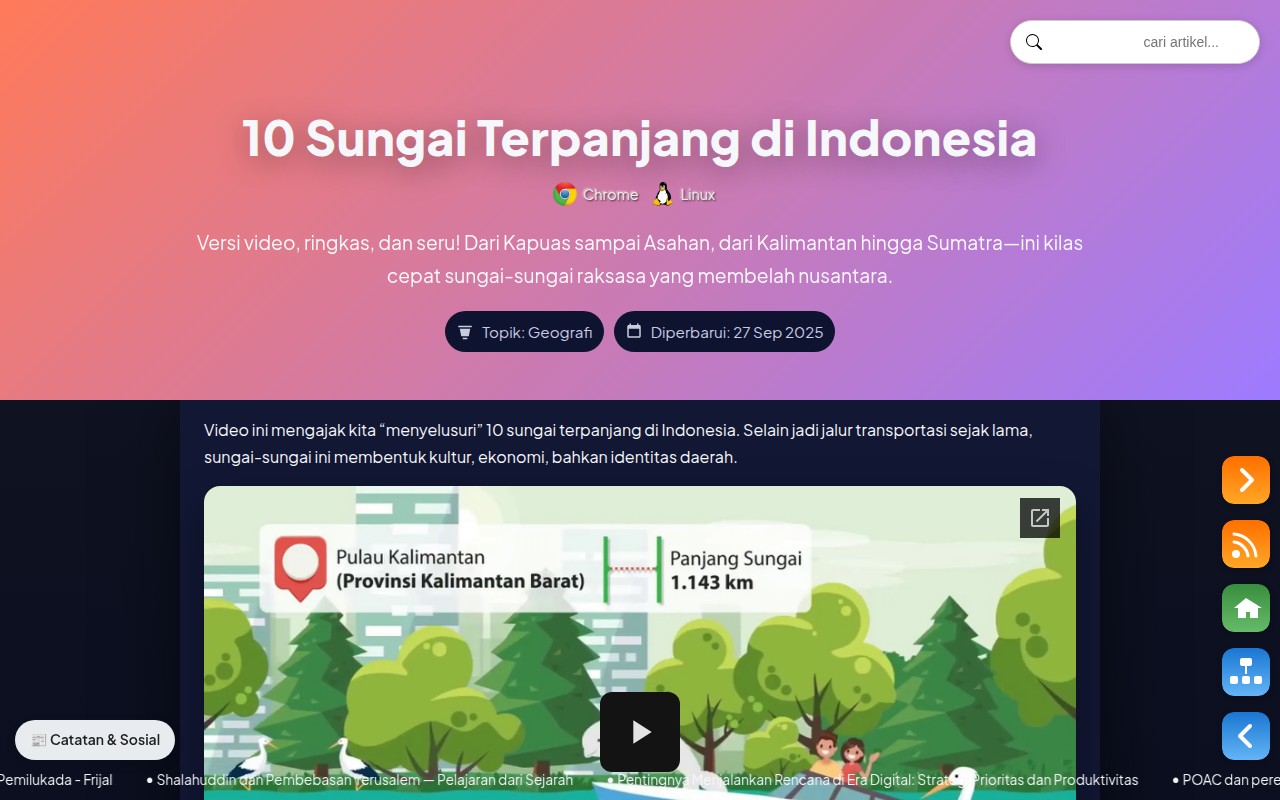 cari artikel...
10 Sungai Terpanjang di Indonesia
Chrome Linux
Versi video, ringkas, dan seru! Dari Kapuas sampai Asahan, dari Kalimantan hingga Sumatra—ini kilas
cepat sungai-sungai raksasa yang membelah nusantara.
Topik: Geografi Diperbarui: 27 Sep 2025
Video ini mengajak kita “menyelusuri” 10 sungai terpanjang di Indonesia. Selain jadi jalur transportasi sejak lama,
sungai-sungai ini membentuk kultur, ekonomi, bahkan identitas daerah.
Pulau Kalimantan
(Provinsi Kalimantan Barat)
Panjang Sungai
1.143 km
📰 Catatan & Sosial
Pemilukada - Frijal • Shalahuddin dan Pembebasan Yerusalem — Pelajaran dari Sejarah • Pentingnya Menjalankan Rencana di Era Digital: Strategi Prioritas dan Produktivitas • POAC dan pere